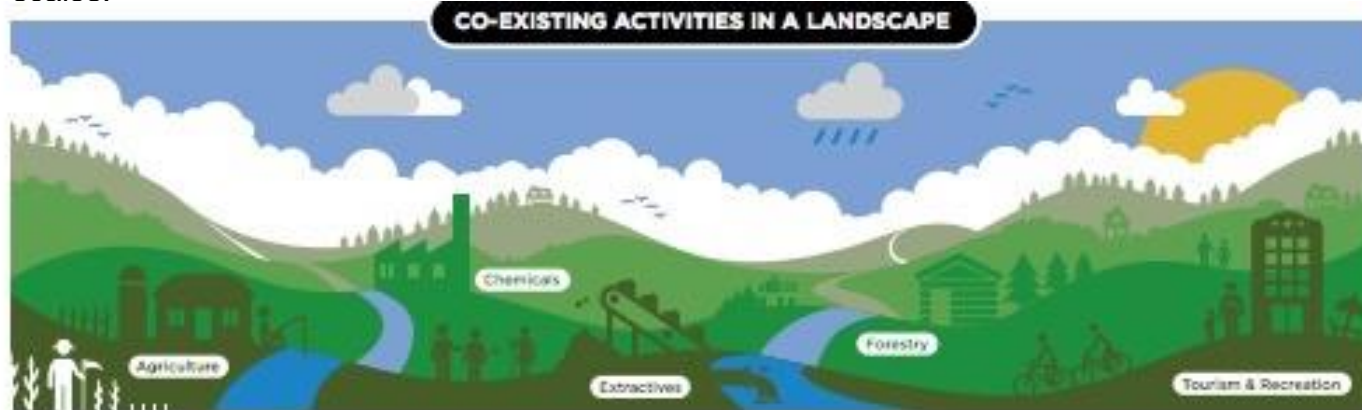 CO-EXISTING ACTIVITIES IN A LANDSCAPE
Chemicals
Forestry
Agriculture
Extractives
Tourism & Recreation